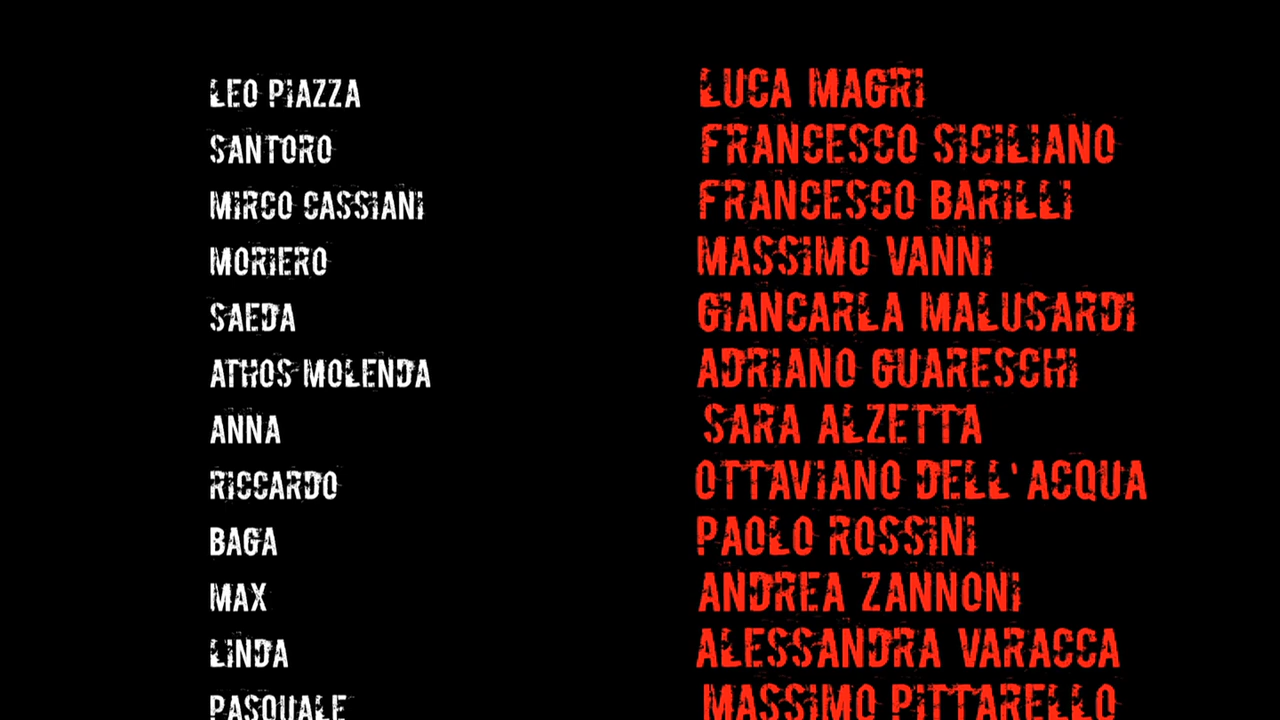 LEO PIAZZA LUCA MAGRI
SANTORO FRANCESCO SICILIANO
MIRCO CASSIANI FRANCESCO BARILLI
MORIERO MASSIMO VANNI
SAEDA GIANCARLA MALUSARDI
ATHOS MOLENDA ADRIANO GUARESCHI
ANNA SARA ALZETTA
RICCARDO OTTAVIANO DELL'ACQUA
BAGA PAOLO ROSSINI
MAX ANDREA ZANNONI
LINDA ALESSANDRA VARACCA
PASQUALE MASSIMO PITTARELLO